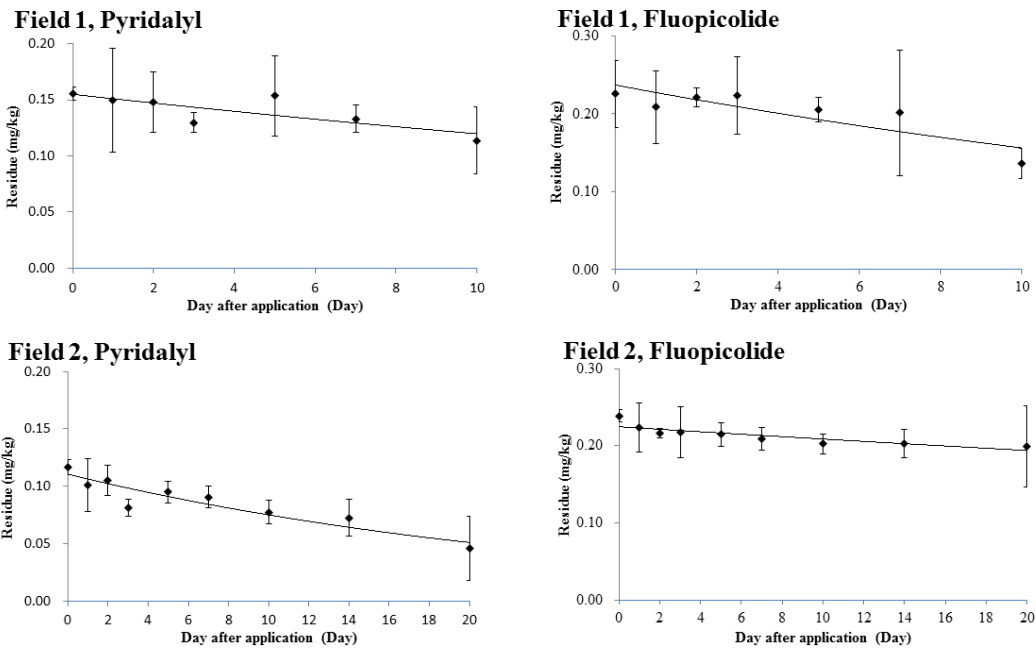 Field 1, Pyridalyl
0.20
0.15
0.10
0.05
0.00
Residue (mg/kg)
0 2 4 6 8 10
Day after application (Day)
Field 1, Fluopicolide
0.30
0.20
0.10
0.00
Residue (mg/kg)
0 2 4 6 8 10
Day after application (Day)
Field 2, Pyridalyl
0.20
0.15
0.10
0.05
0.00
Residue (mg/kg)
0 2 4 6 8 10 12 14 16 18 20
Day after application (Day)
Field 2, Fluopicolide
0.30
0.20
0.10
0.00
Residue (mg/kg)
0 2 4 6 8 10 12 14 16 18 20
Day after application (Day)